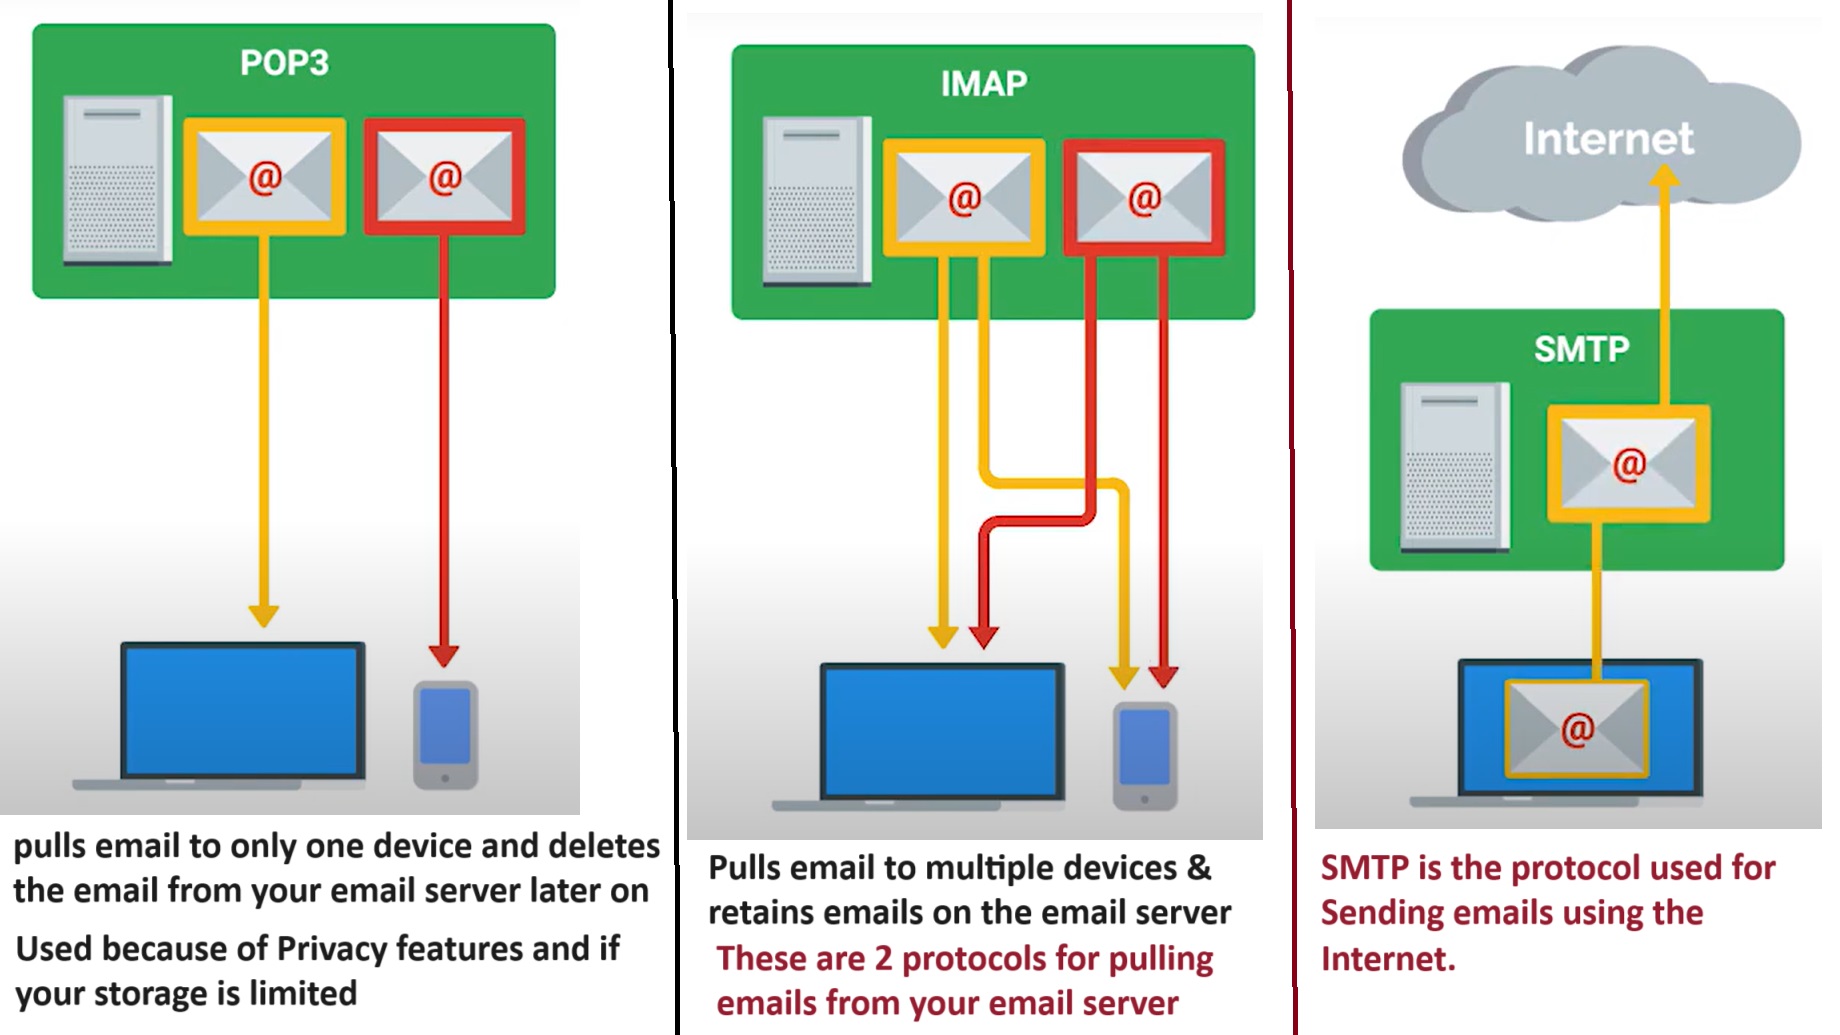 POP3
@
@
pulls email to only one device and deletes
the email from your email server later on
Used because of Privacy features and if
your storage is limited
IMAP
@
@
Pulls email to multiple devices &
retains emails on the email server
These are 2 protocols for pulling
emails from your email server
Internet
SMTP
@
@
SMTP is the protocol used for
Sending emails using the
Internet.